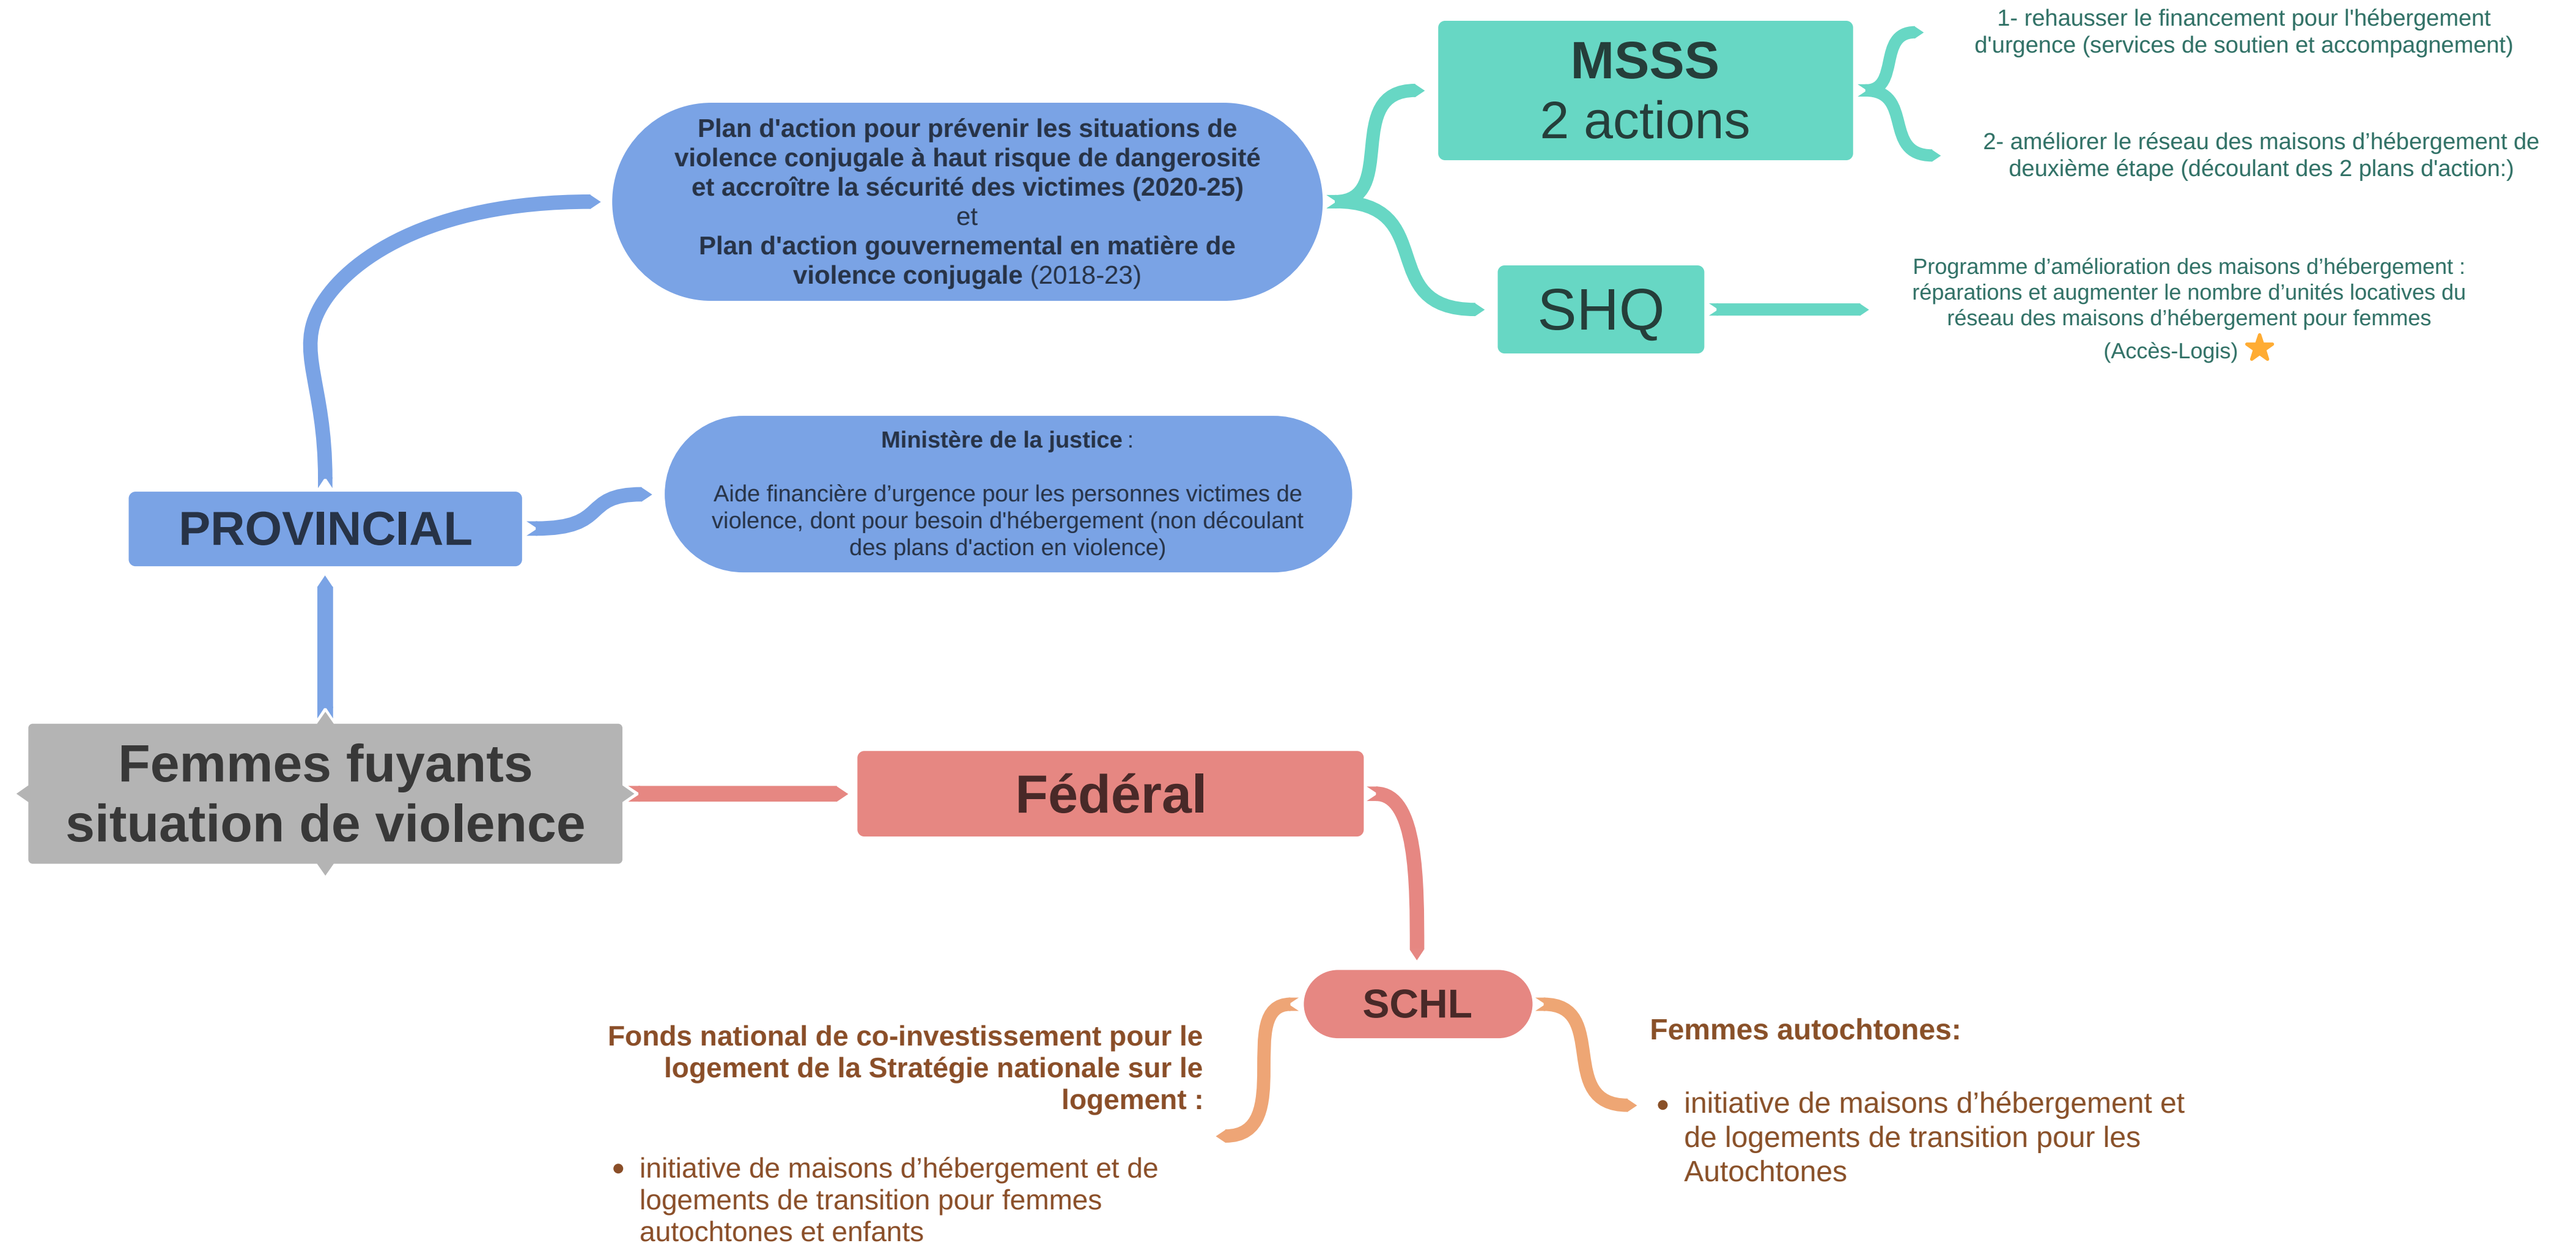 1- rehausser le financement pour l'hébergement
d'urgence (services de soutien et accompagnement)
MSSS
2 actions
2- améliorer le réseau des maisons d’hébergement de
deuxième étape (découlant des 2 plans d'action:)
Plan d'action pour prévenir les situations de
violence conjugale à haut risque de dangerosité
et accroître la sécurité des victimes (2020-25)
et
Plan d'action gouvernemental en matière de
violence conjugale (2018-23)
SHQ
Programme d’amélioration des maisons d’hébergement :
réparations et augmenter le nombre d’unités locatives du
réseau des maisons d’hébergement pour femmes
(Accès-Logis)
Ministère de la justice :
Aide financière d’urgence pour les personnes victimes de
violence, dont pour besoin d'hébergement (non découlant
des plans d'action en violence)
PROVINCIAL
Femmes fuyants
situation de violence
Fédéral
SCHL
Fonds national de co-investissement pour le
logement de la Stratégie nationale sur le
logement :
• initiative de maisons d’hébergement et de
logements de transition pour femmes
autochtones et enfants
Femmes autochtones:
• initiative de maisons d’hébergement et
de logements de transition pour les
Autochtones